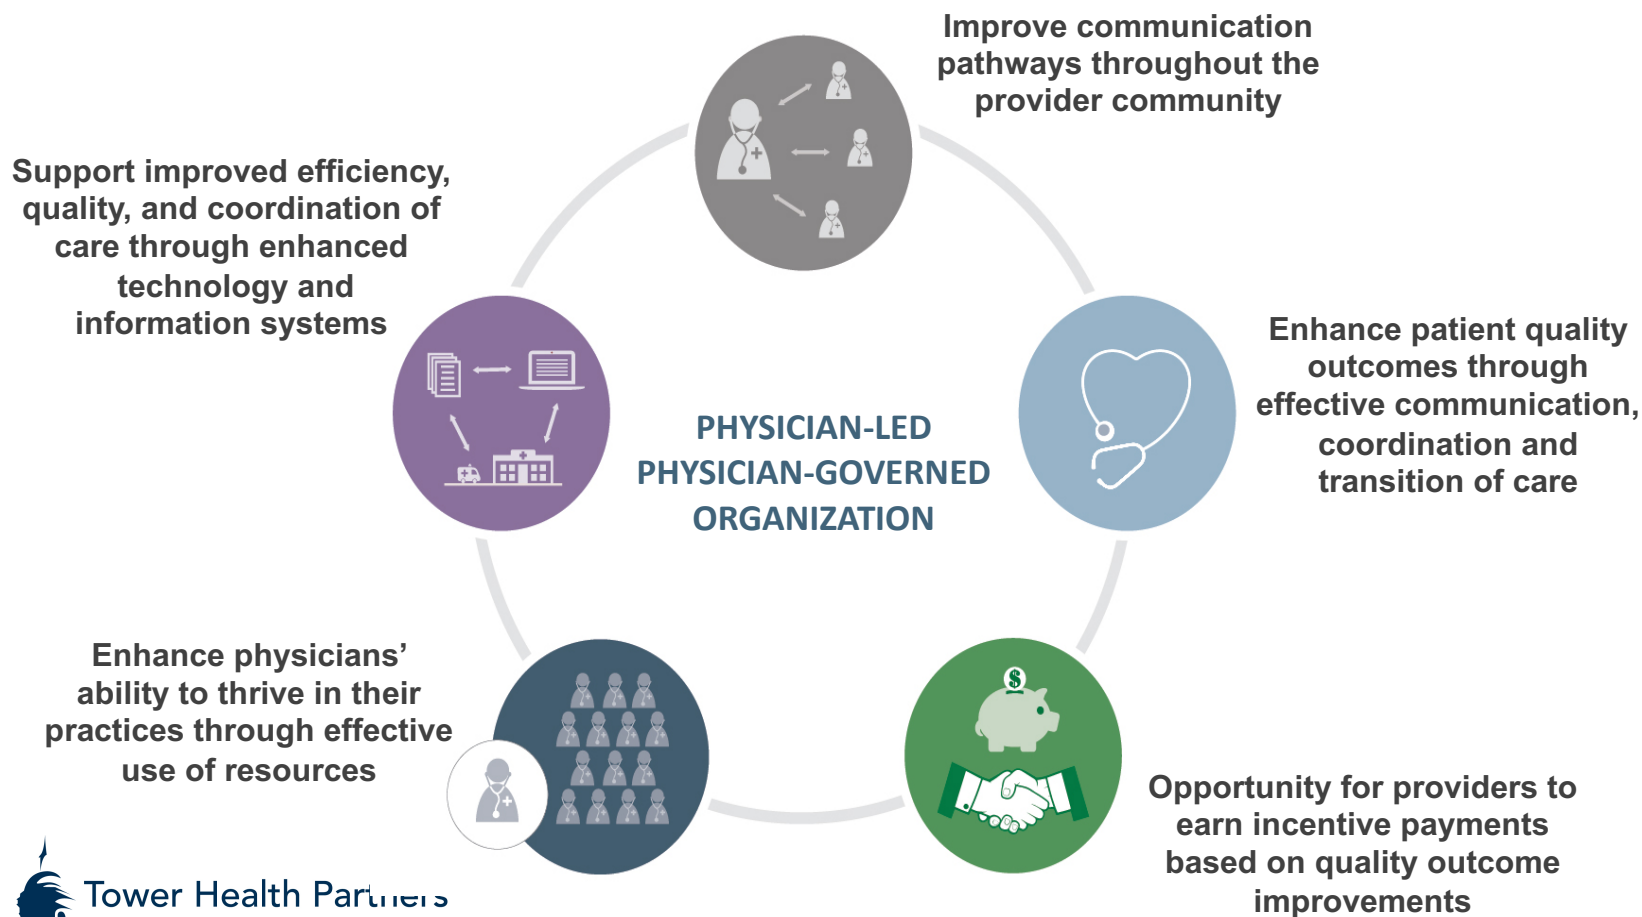 Improve communication
pathways throughout the
provider community
Support improved efficiency,
quality, and coordination of
care through enhanced
technology and
information systems
Enhance patient quality
outcomes through
effective communication,
coordination and
transition of care
PHYSICIAN-LED
PHYSICIAN-GOVERNED
ORGANIZATION
Enhance physicians’
ability to thrive in their
practices through effective
use of resources
$
Opportunity for providers to
earn incentive payments
based on quality outcome
improvements
Tower Health Partners